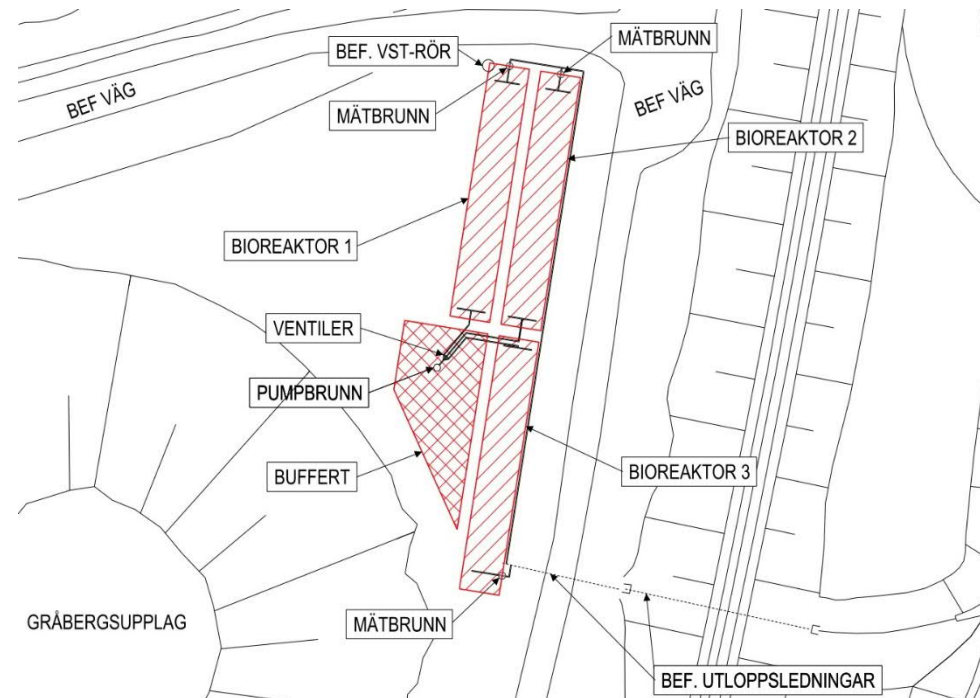 BEF. VST-RÖR
MÄTBRUNN
BEF VÄG
MÄTBRUNN
BEF VÄG
BIOREAKTOR 2
BIOREAKTOR 1
VENTILER
PUMPBRUNN
BUFFERT
BIOREAKTOR 3
GRÅBERGSUPPLAG
MÄTBRUNN
BEF. UTLOPPSLEDNINGAR